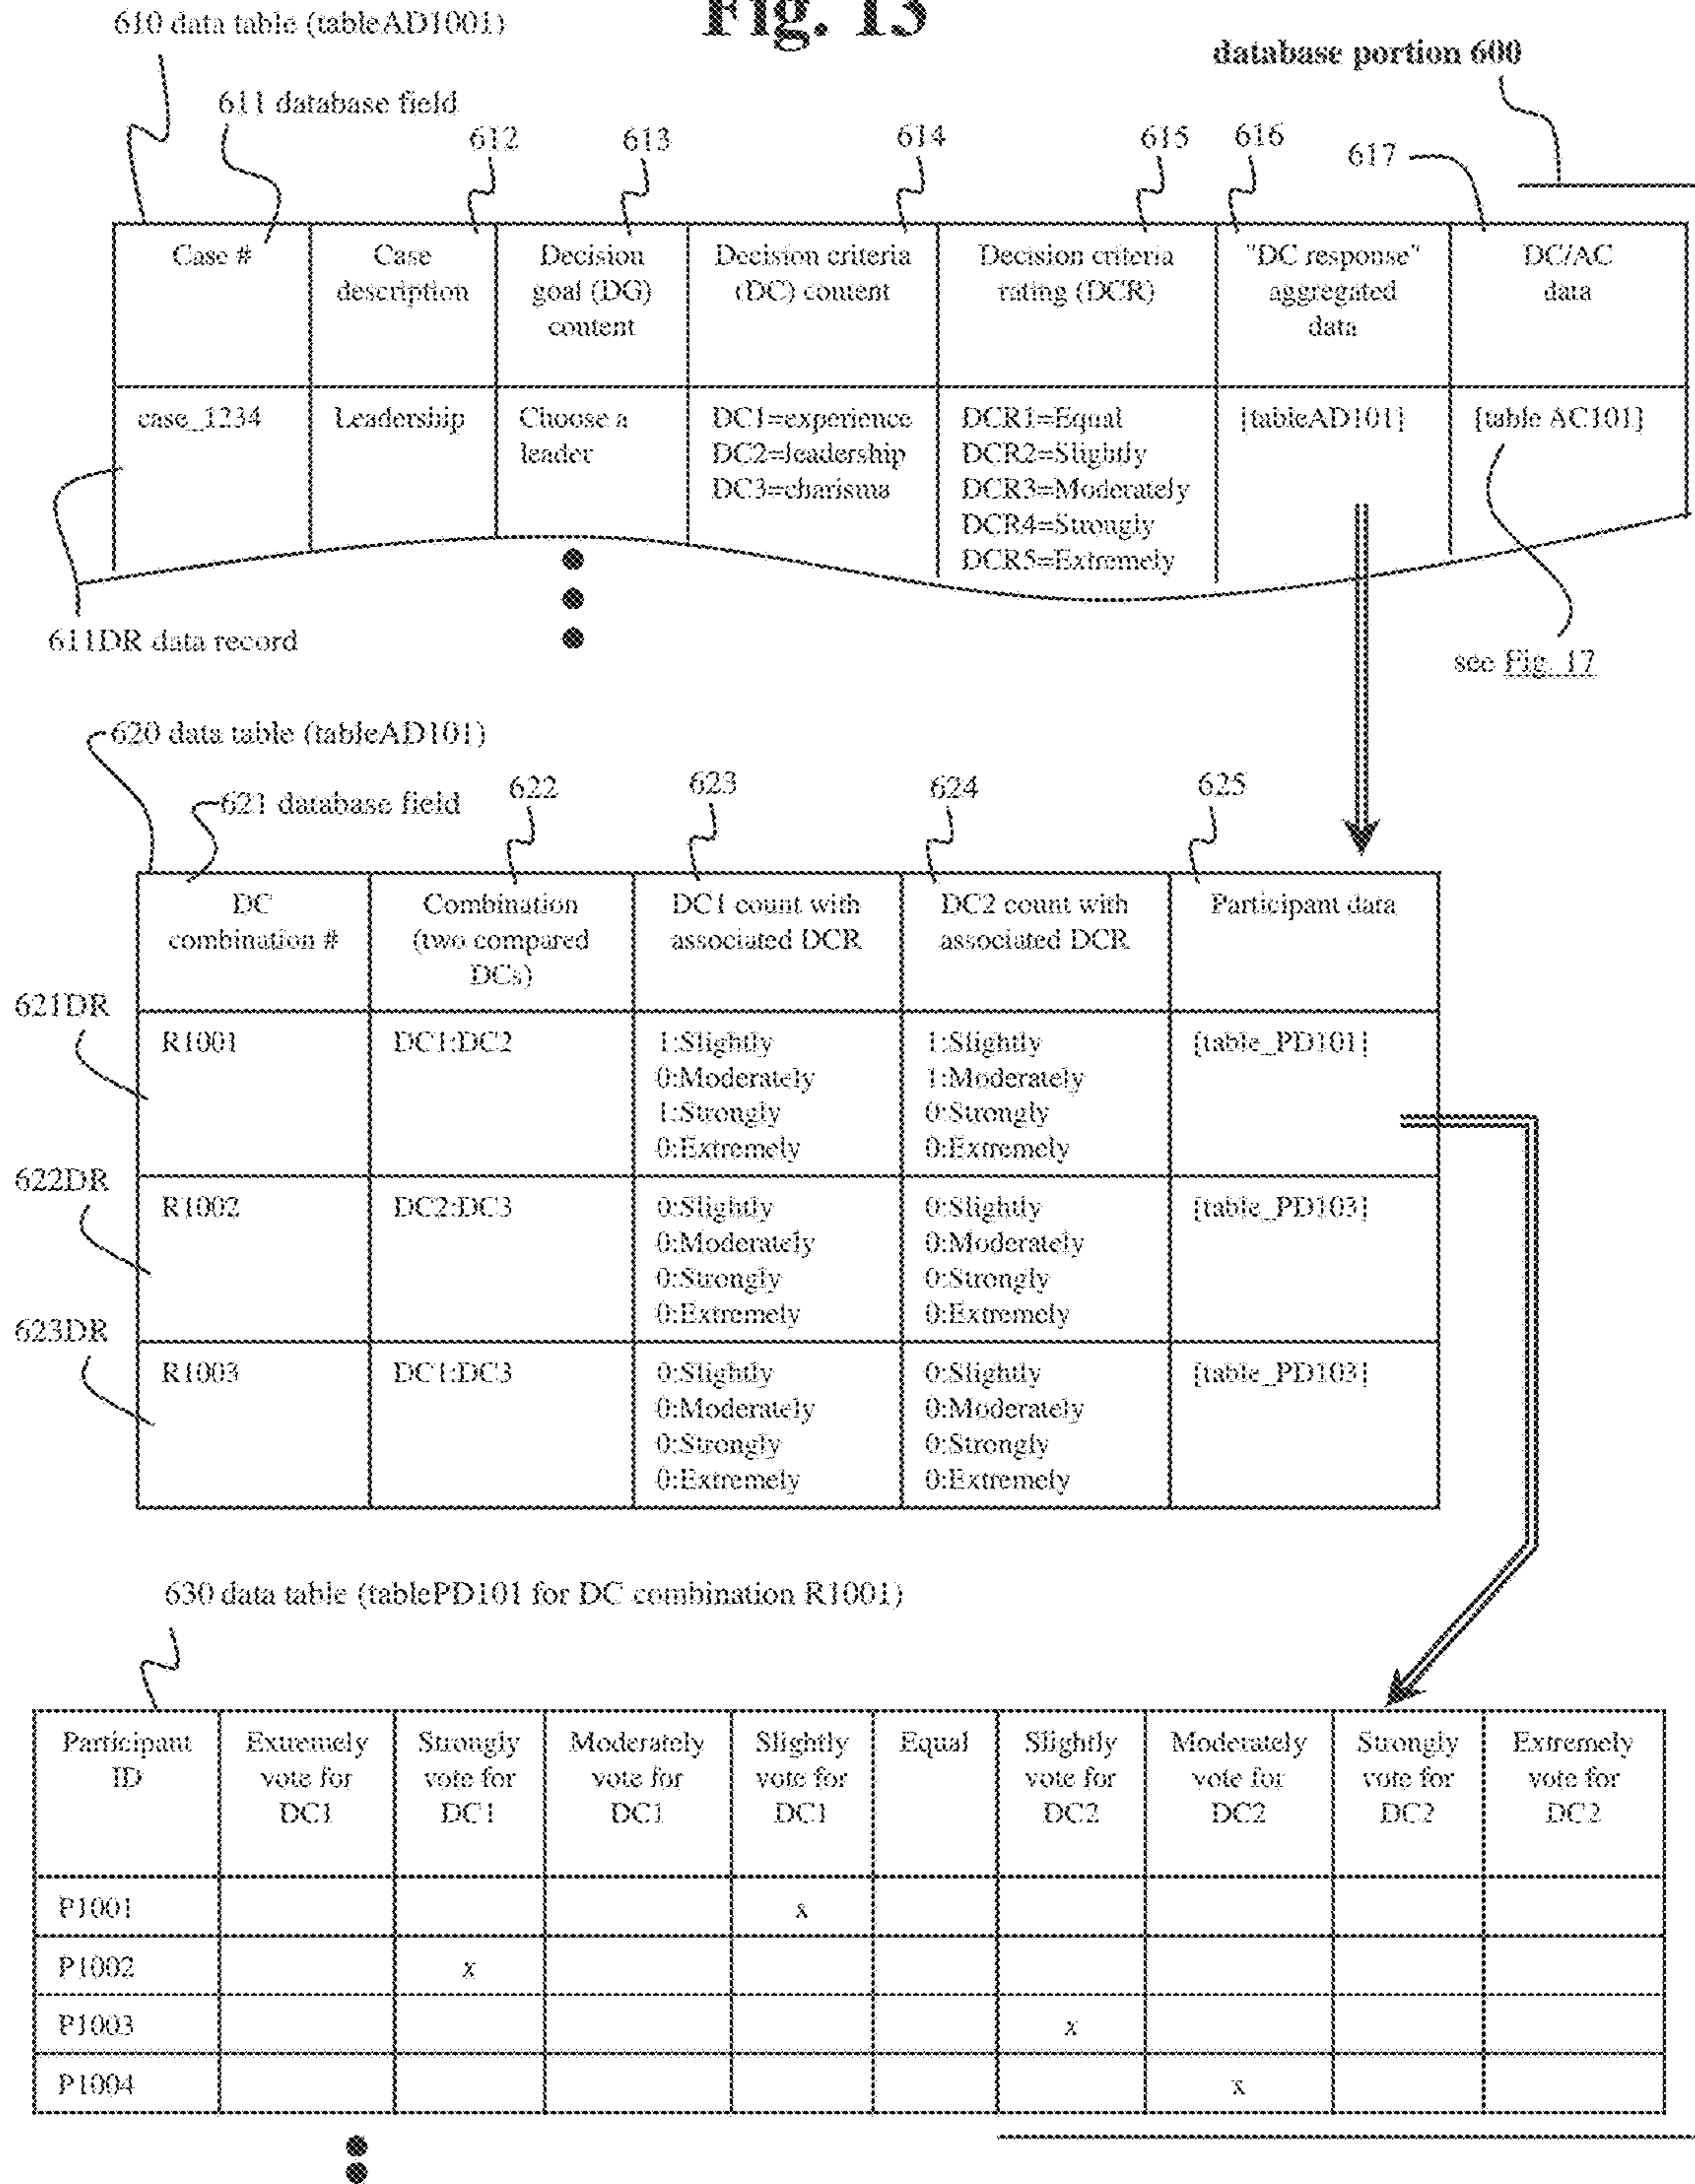 Fig. 13
610 data table (tableAD1001)
database portion 600
611 database field
612
613
614
615
616
617
Case #
Case
description
Decision
goal (DG)
content
Decision criteria
(DC) content
Decision criteria
rating (DCR)
"DC response"
aggregated
data
DC/AC
data
case_1234
Leadership
Choose a
leader
DC1=experience
DC2=leadership
DC3=charisma
DCR1=Equal
DCR2=Slightly
DCR3=Moderately
DCR4=Strongly
DCR5=Extremely
[tableAD101]
[table AC101]
611DR data record
see Fig. 17
620 data table (tableAD101)
621 database field
622
623
624
625
DC
combination #
Combination
(two compared
DCs)
DC1 count with
associated DCR
DC2 count with
associated DCR
Participant data
621DR
R1001
DC1:DC2
1:Slightly
0:Moderately
1:Strongly
0:Extremely
1:Slightly
1:Moderately
0:Strongly
0:Extremely
[table_PD101]
622DR
R1002
DC2:DC3
0:Slightly
0:Moderately
0:Strongly
0:Extremely
0:Slightly
0:Moderately
0:Strongly
0:Extremely
[table_PD103]
623DR
R1003
DC1:DC3
0:Slightly
0:Moderately
0:Strongly
0:Extremely
0:Slightly
0:Moderately
0:Strongly
0:Extremely
[table_PD103]
630 data table (tablePD101 for DC combination R1001)
Participant
ID
Extremely
vote for
DC1
Strongly
vote for
DC1
Moderately
vote for
DC1
Slightly
vote for
DC1
Equal
Slightly
vote for
DC2
Moderately
vote for
DC2
Strongly
vote for
DC2
Extremely
vote for
DC2
P1001
x
P1002
x
P1003
x
P1004
x